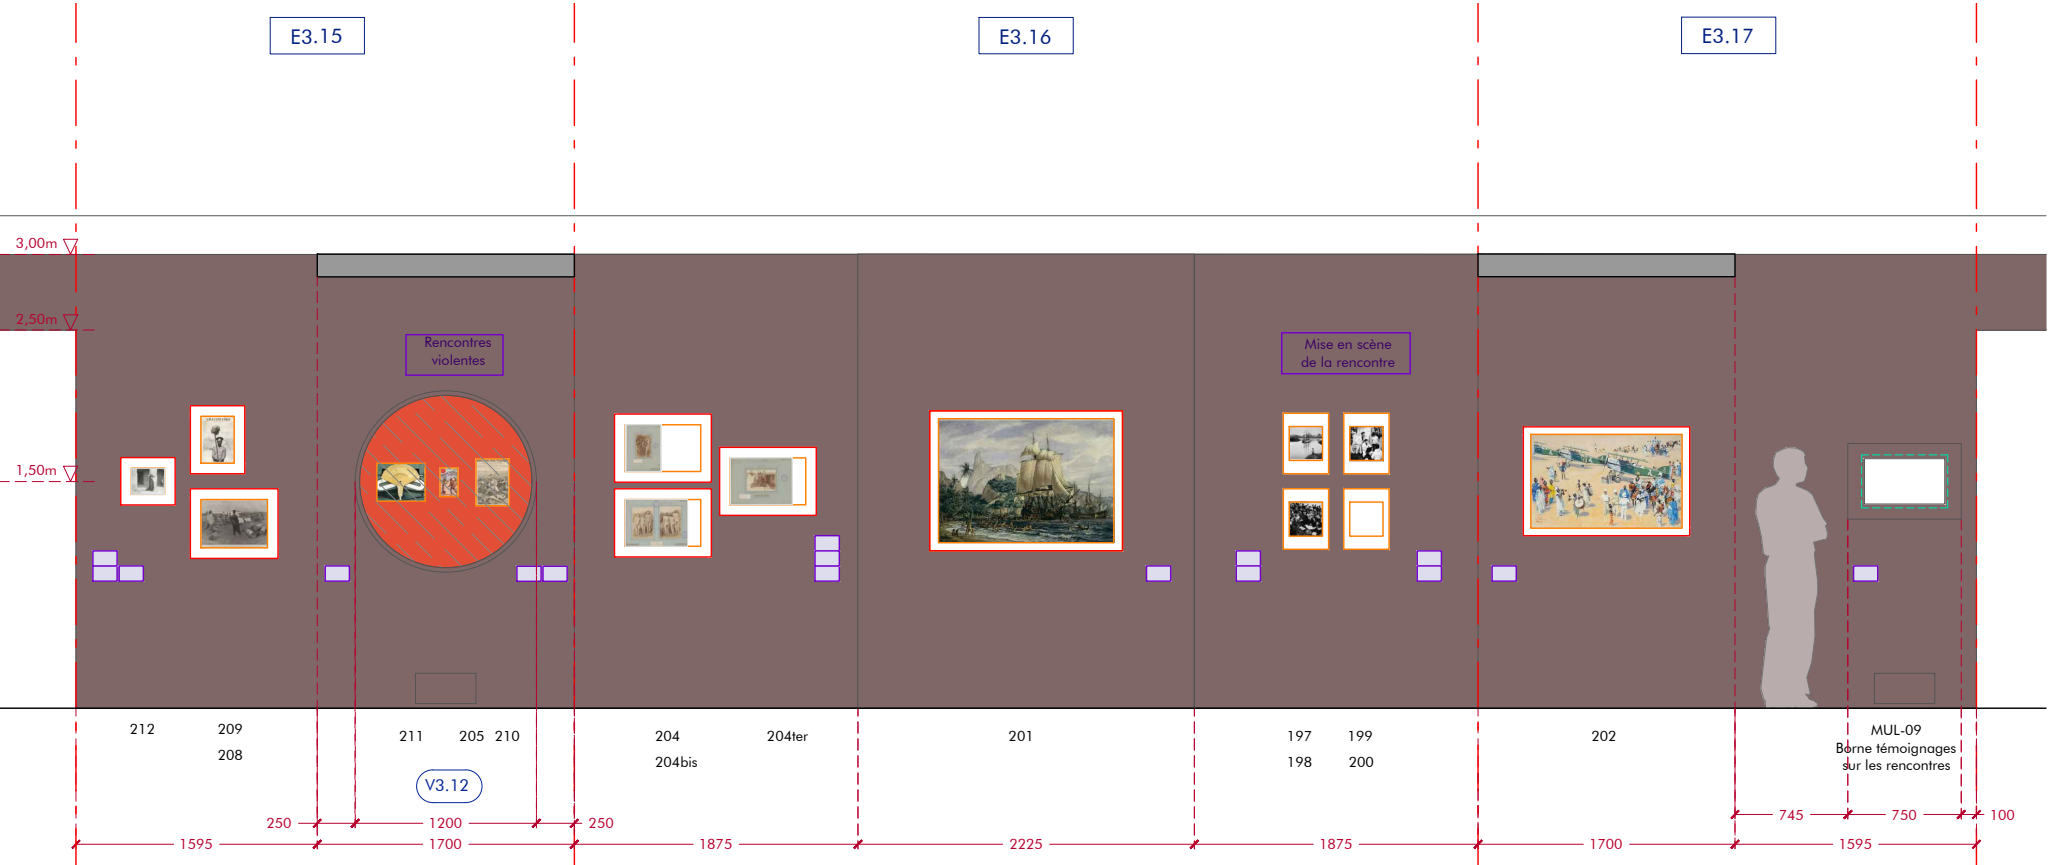 E3.15
E3.16
E3.17
3,00m
2,50m
1,50m
Rencontres
violentes
Mise en scène
de la rencontre
212
209
208
211
205
210
204
204bis
204ter
201
197
199
198
200
202
MUL-09
Borne témoignages
sur les rencontres
V3.12
250
1200
250
745
750
100
1595
1700
1875
2225
1875
1700
1595